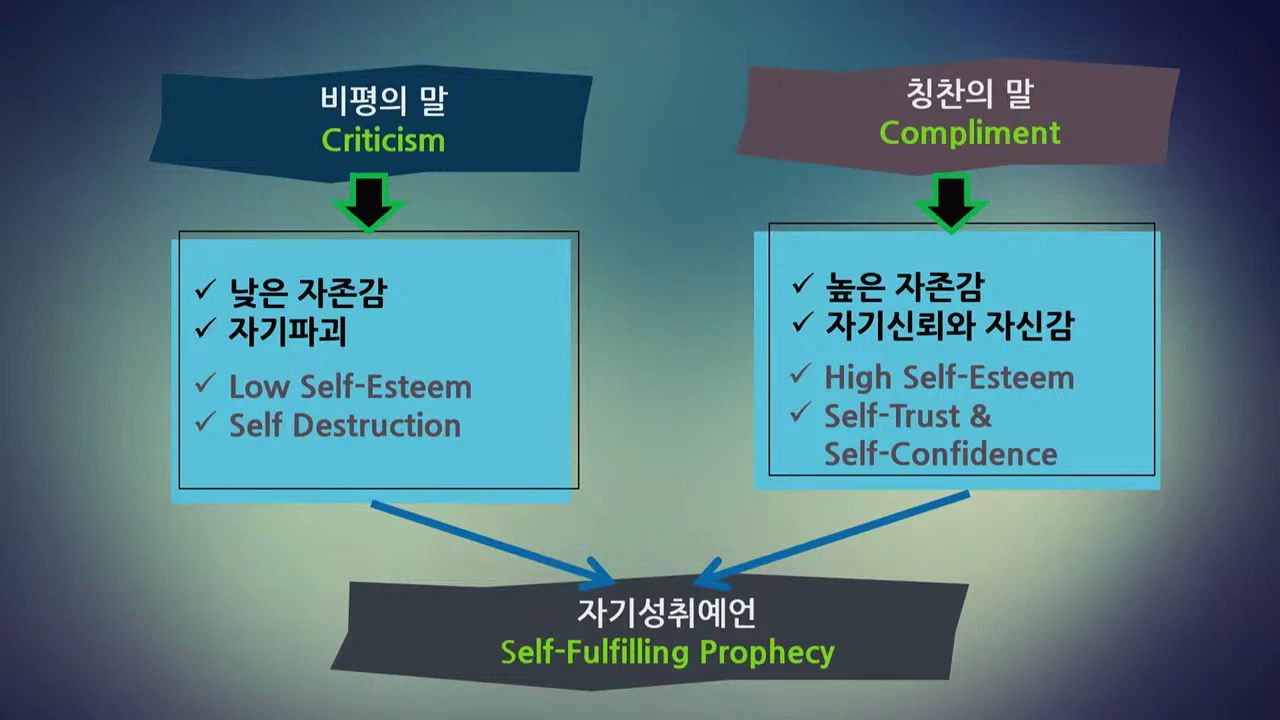 비평의 말
Criticism
칭찬의 말
Compliment
✓ 낮은 자존감
✓ 자기파괴
✓ Low Self-Esteem
✓ Self Destruction
✓ 높은 자존감
✓ 자기신뢰와 자신감
✓ High Self-Esteem
✓ Self-Trust &
Self-Confidence
자기성취예언
Self-Fulfilling Prophecy